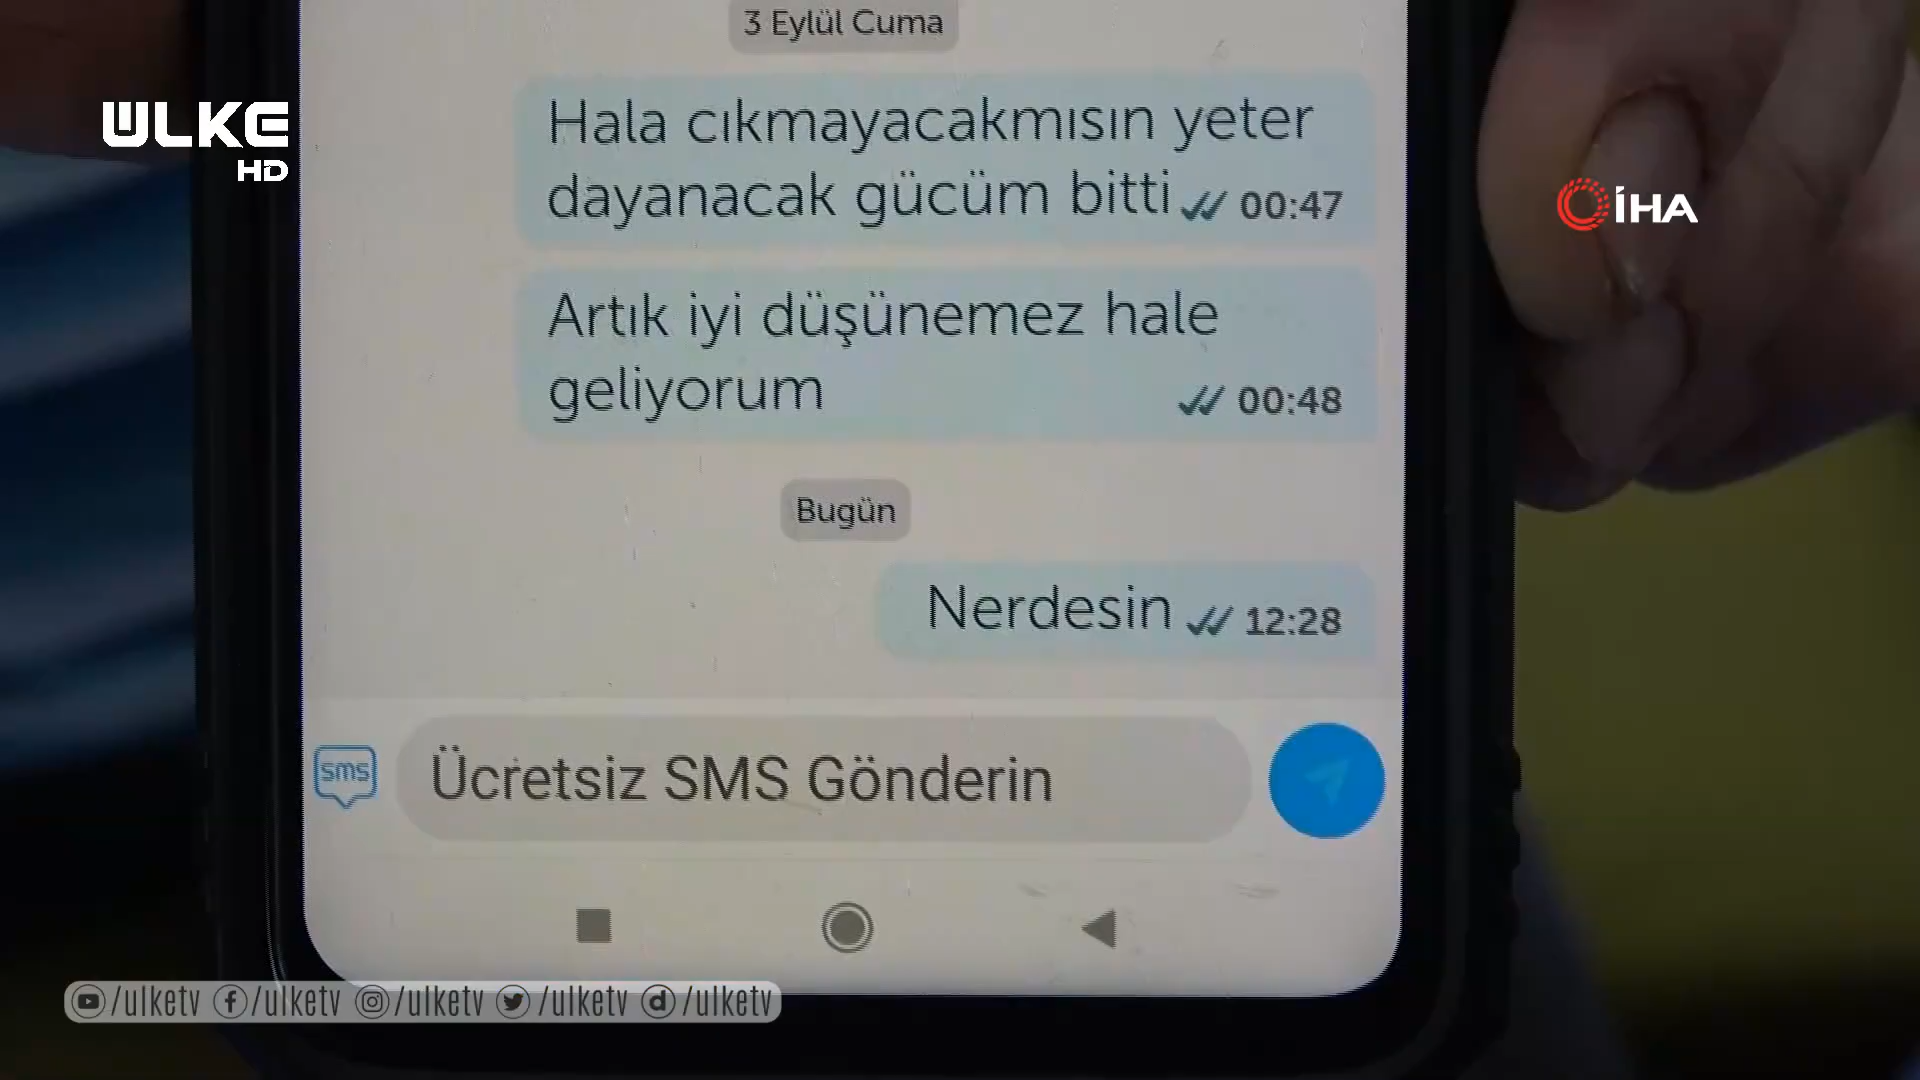 3 Eylül Cuma
ULKE
HD
Hala cıkmayacakmısın yeter
dayanacak gücüm bitti 00:47
İHA
Artık iyi düşünemez hale
geliyorum 00:48
Bugün
Nerdesin 12:28
sms
Ücretsiz SMS Gönderin
/ulketv /ulketv /ulketv /ulketv /ulketv